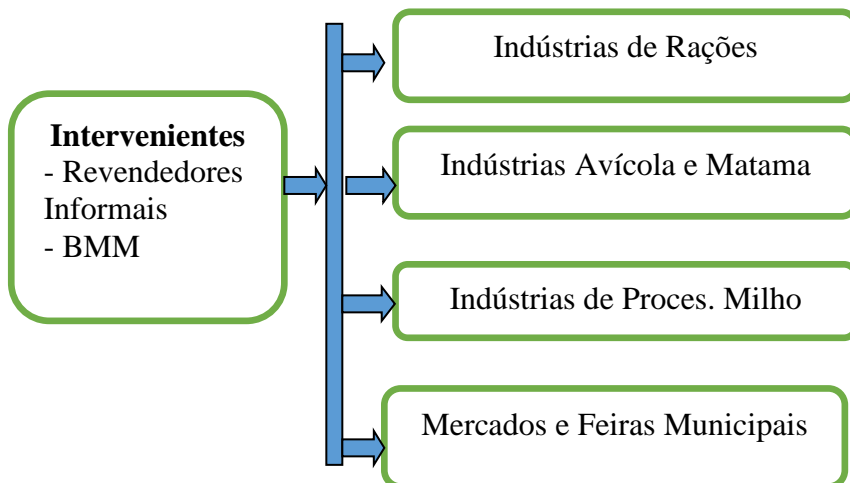 Indústrias de Rações
Intervenientes
- Revendedores
Informais
- BMM
Indústrias Avícola e Matama
Indústrias de Proces. Milho
Mercados e Feiras Municipais